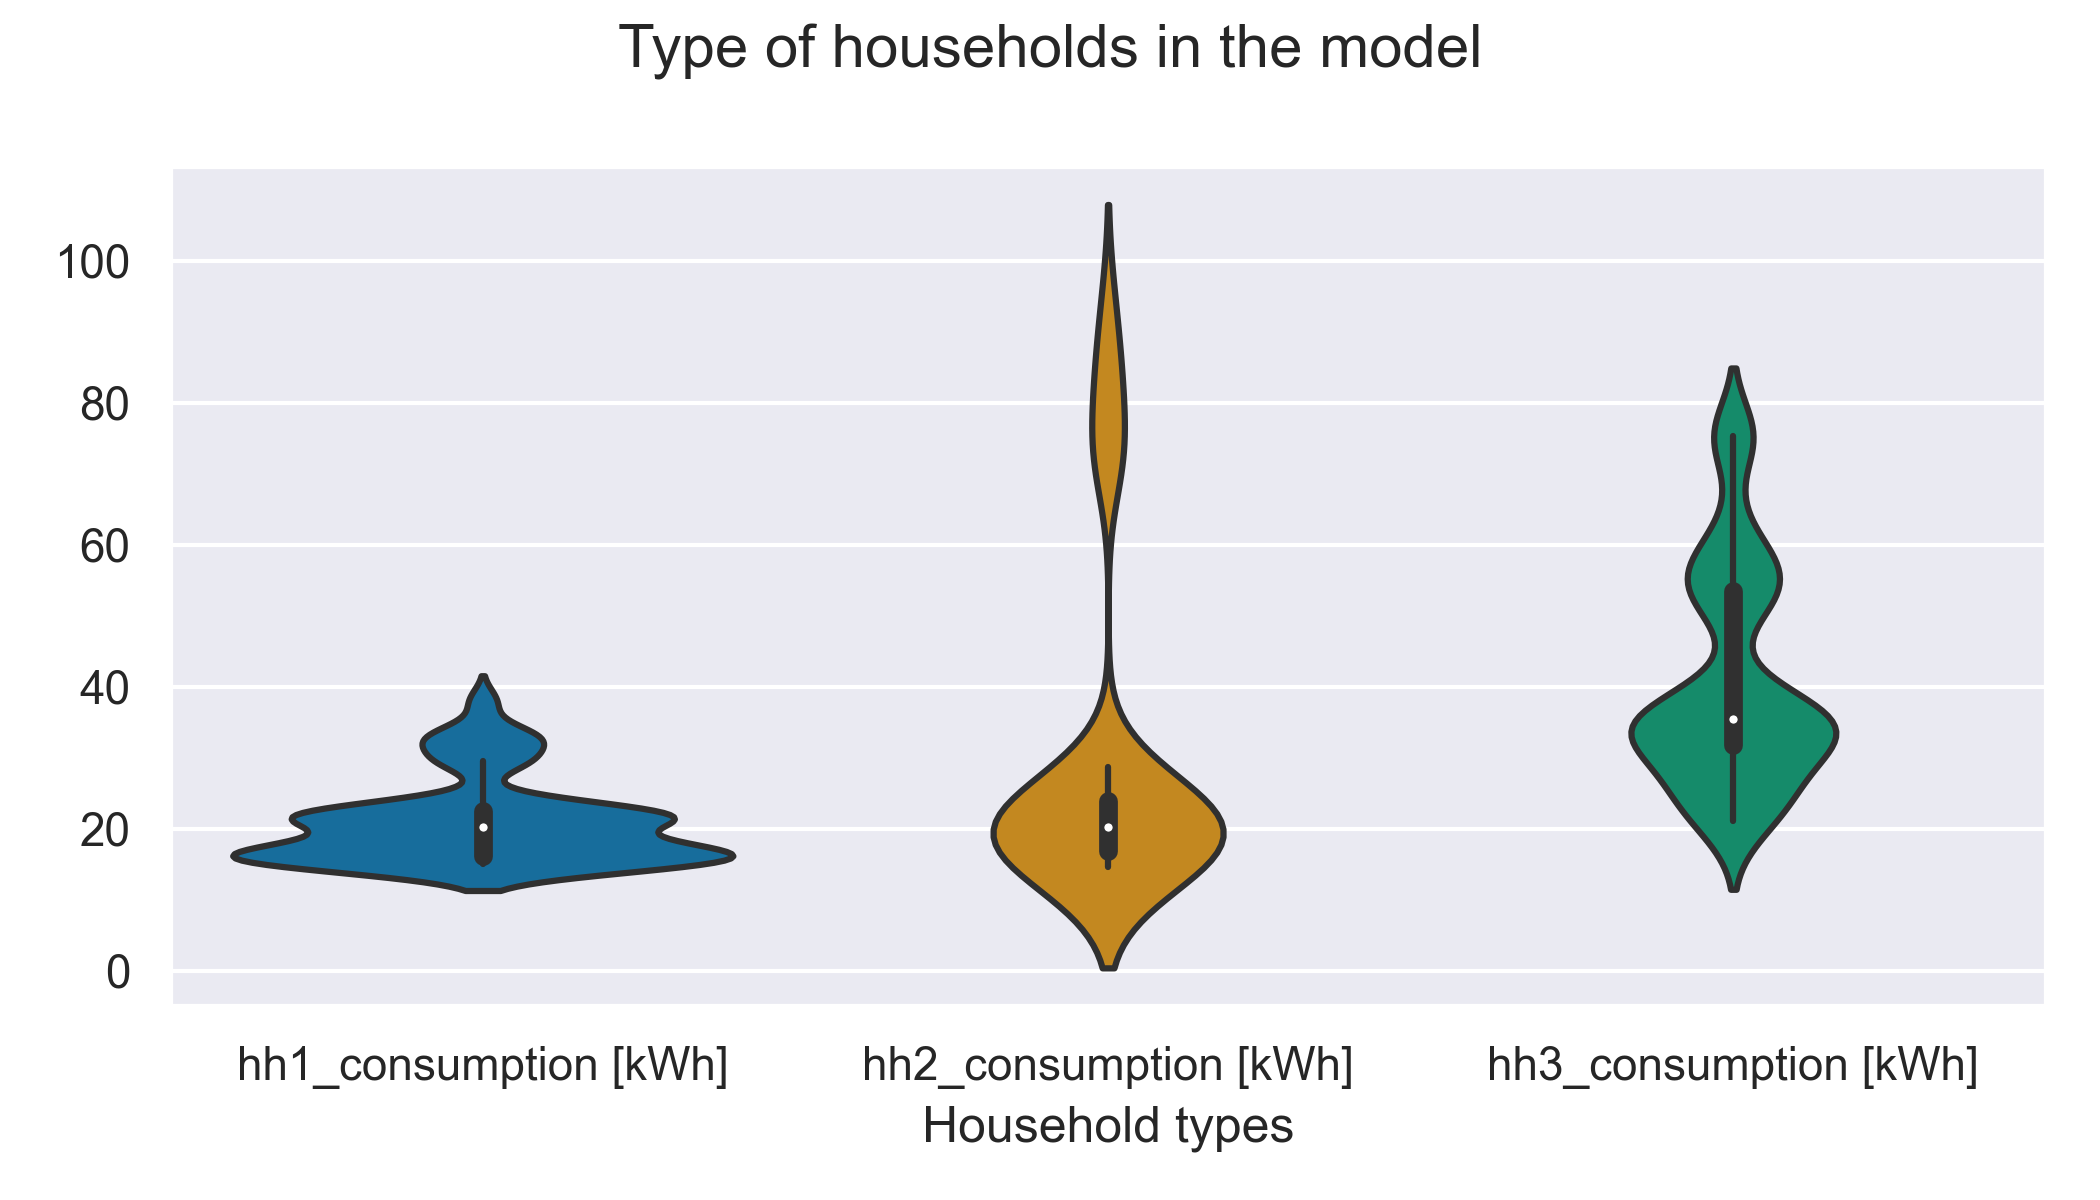 Type of households in the model
100
80
60
40
20
0
hh1_consumption [kWh] hh2_consumption [kWh] hh3_consumption [kWh]
Household types